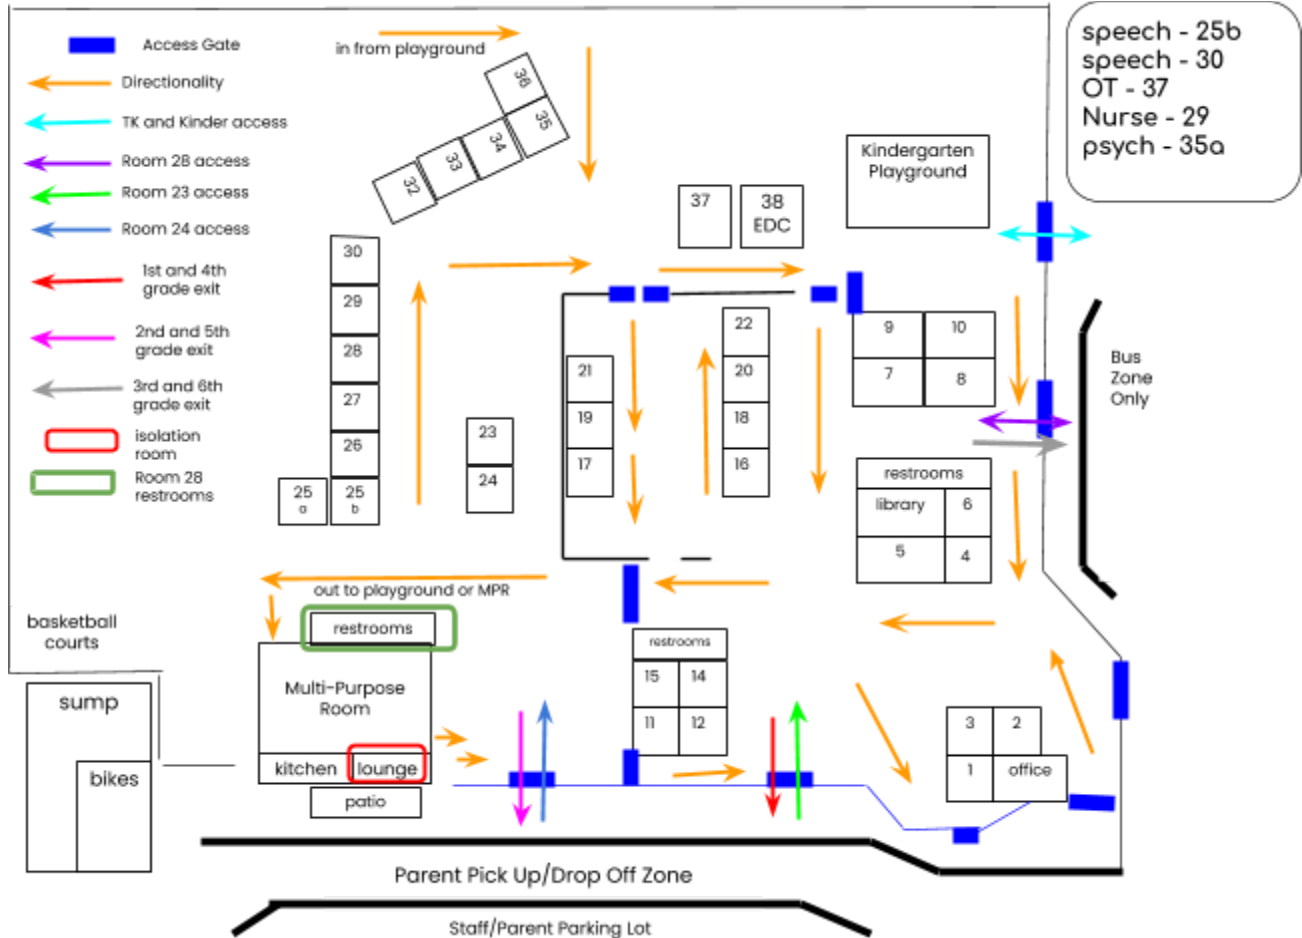 Access Gate
Directionality
TK and Kinder access
Room 28 access
Room 23 access
Room 24 access
1st and 4th
grade exit
2nd and 5th
grade exit
3rd and 6th
grade exit
isolation
room
Room 28
restrooms
in from playground
36
35
34
33
32
speech - 25b
speech - 30
OT - 37
Nurse - 29
psych - 35a
Kindergarten
Playground
37
38
EDC
30
29
28
27
26
25
a
25
b
23
24
21
19
17
22
20
18
16
9
10
7
8
Bus
Zone
Only
restrooms
library
6
5
4
out to playground or MPR
restrooms
Multi-Purpose
Room
kitchen
lounge
patio
basketball
courts
sump
bikes
restrooms
15
14
11
12
3
2
1
office
Parent Pick Up/Drop Off Zone
Staff/Parent Parking Lot